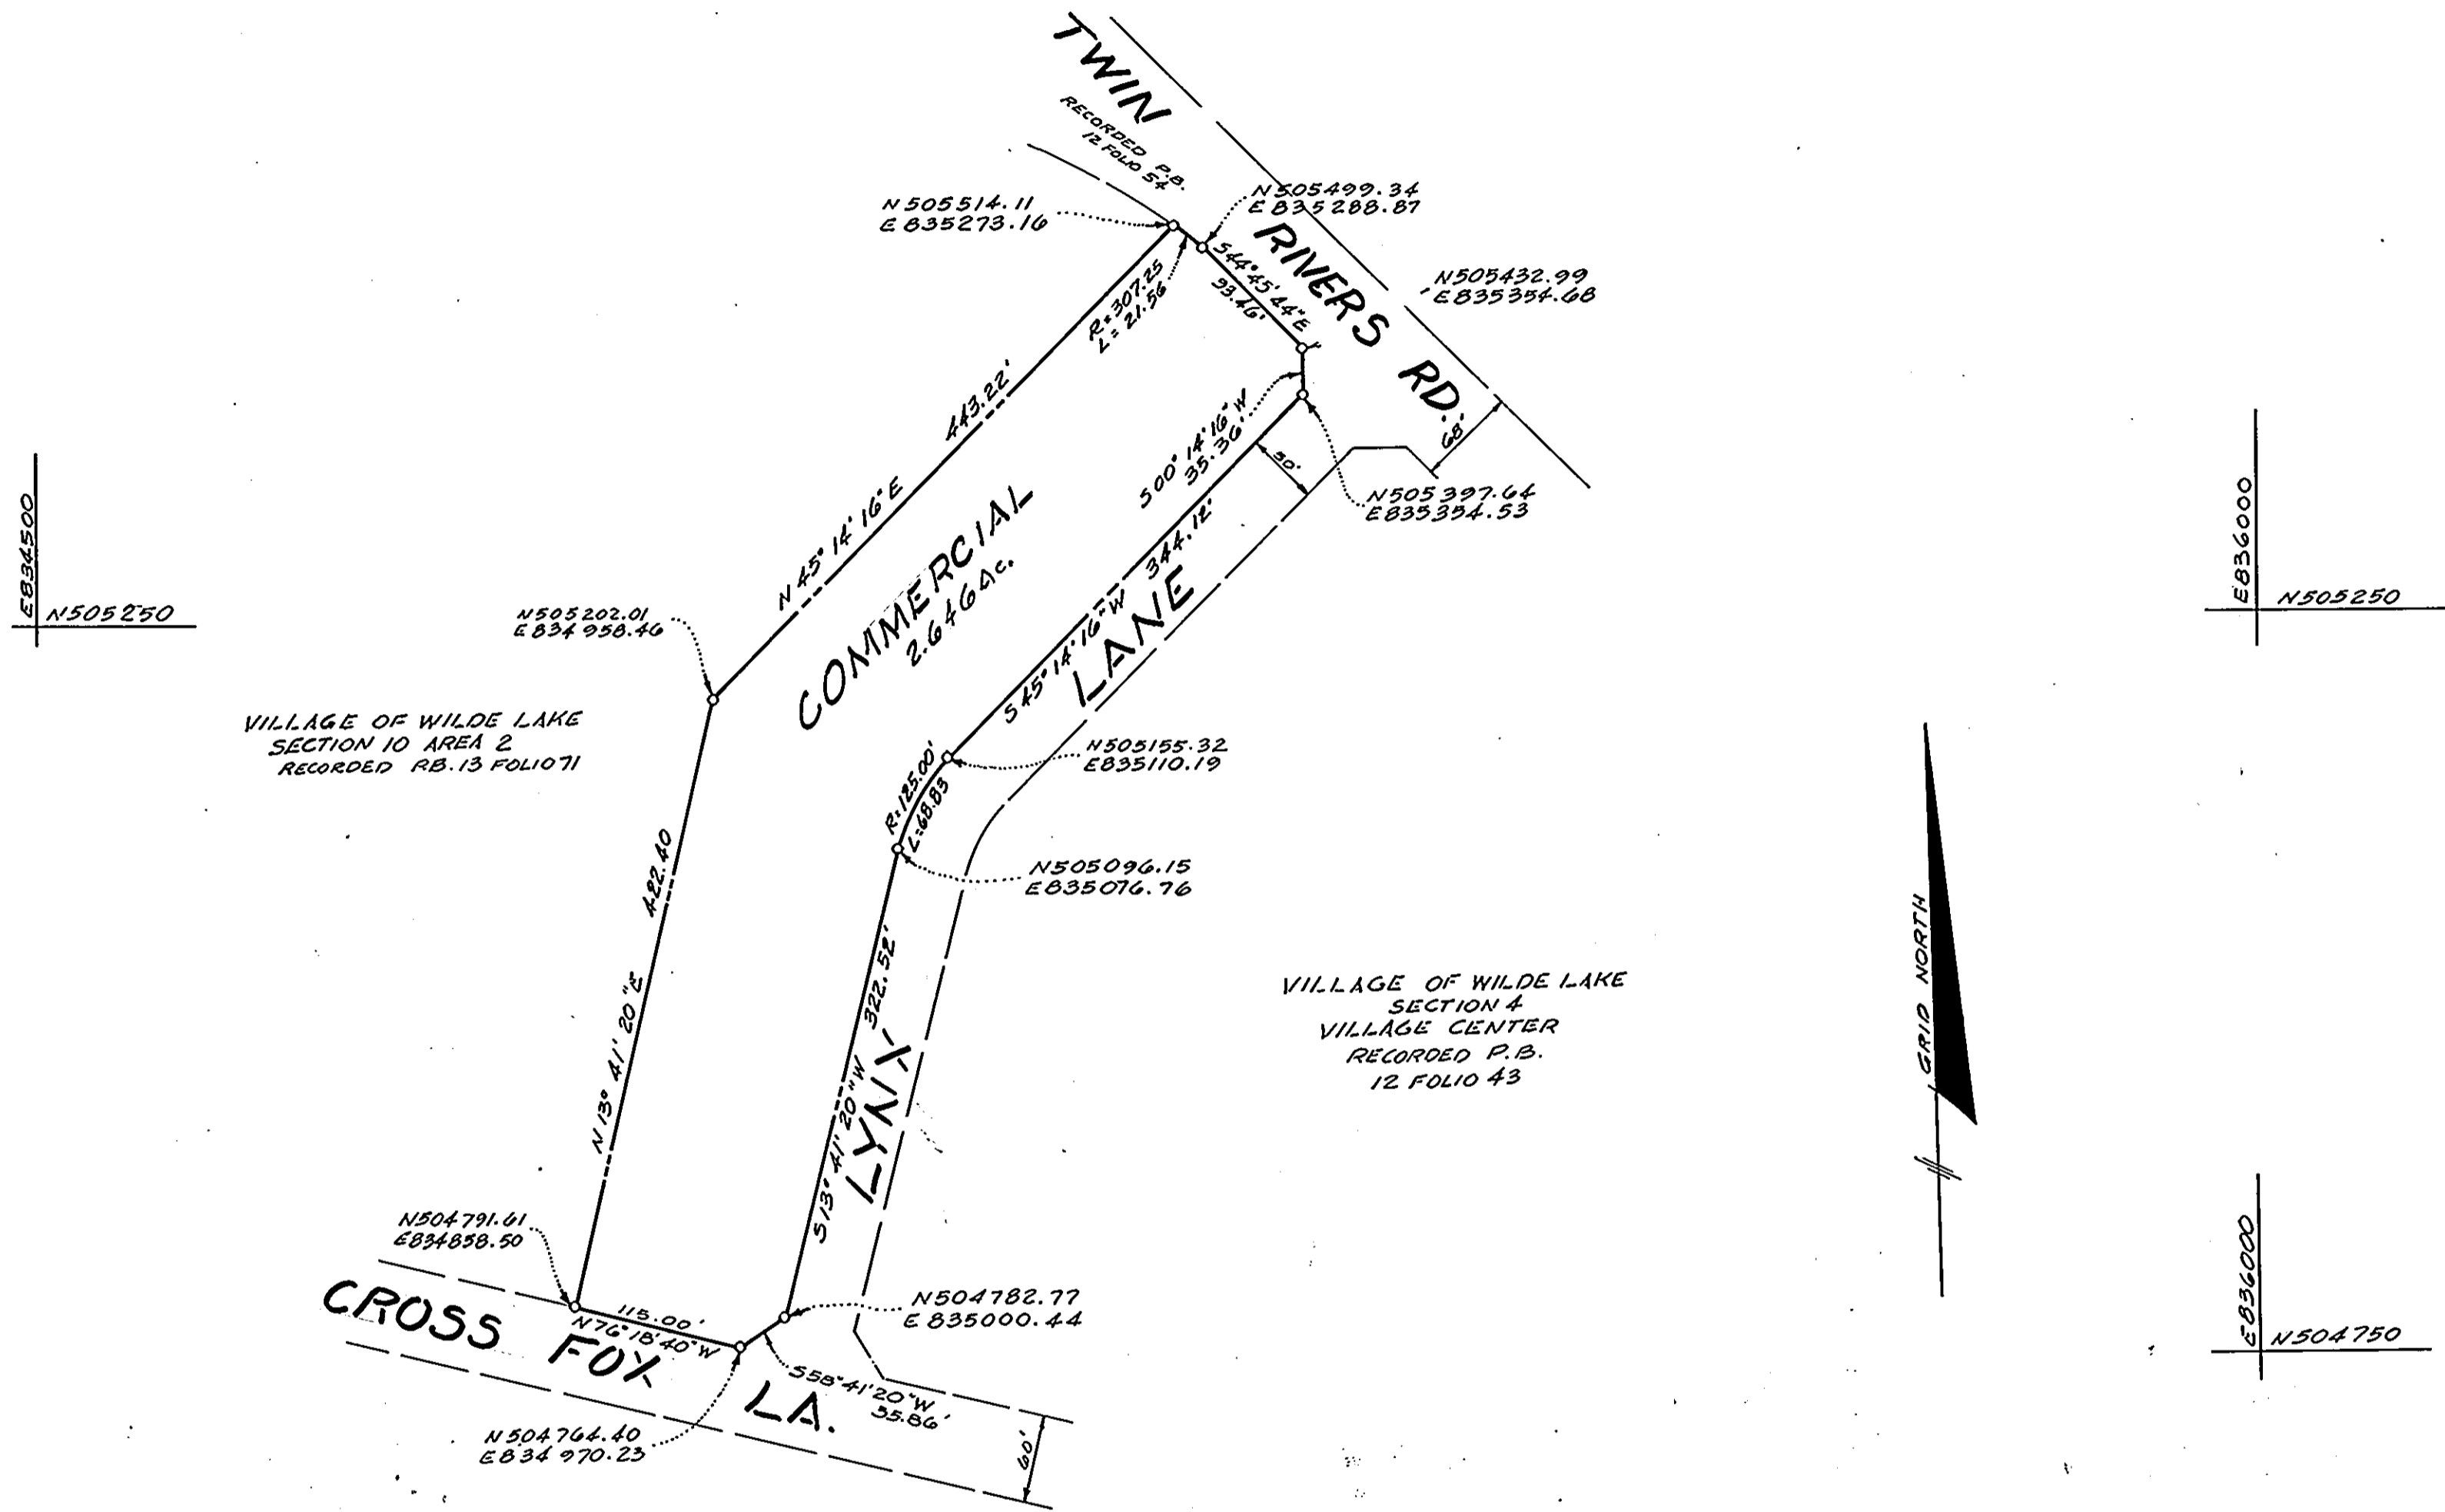 TWIN
RIVERS RD.
RECORDED P.B.
12 FOLIO 54
N505514.11
E835273.16
N505499.34
E835288.87
S44°45'44"E
93.46'
R=307.25
L=21.56
N505432.99
E835354.68
68'
443.22'
N45°14'16"E
S00°14'16"W
35.36'
50'
N505397.64
E835354.53
E834500
N505250
E836000
N505250
COMMERCIAL
2.646 Ac.
S45°14'16"W 344.12'
LANE
N505202.01
E834958.46
VILLAGE OF WILDE LAKE
SECTION 10 AREA 2
RECORDED P.B. 13 FOLIO 71
N505155.32
E835110.19
R=125.00'
L=68.83
N505096.15
E835076.76
N13°41'20"E
422.40
S13°41'20"W 322.52'
LYNX
VILLAGE OF WILDE LAKE
SECTION 4
VILLAGE CENTER
RECORDED P.B.
12 FOLIO 43
GRID NORTH
N504791.61
E834858.50
N504782.77
E835000.44
115.00'
N76°18'40"W
CROSS FOX LA.
S58°41'20"W
35.86'
N504764.40
E834970.23
60'
E836000
N504750